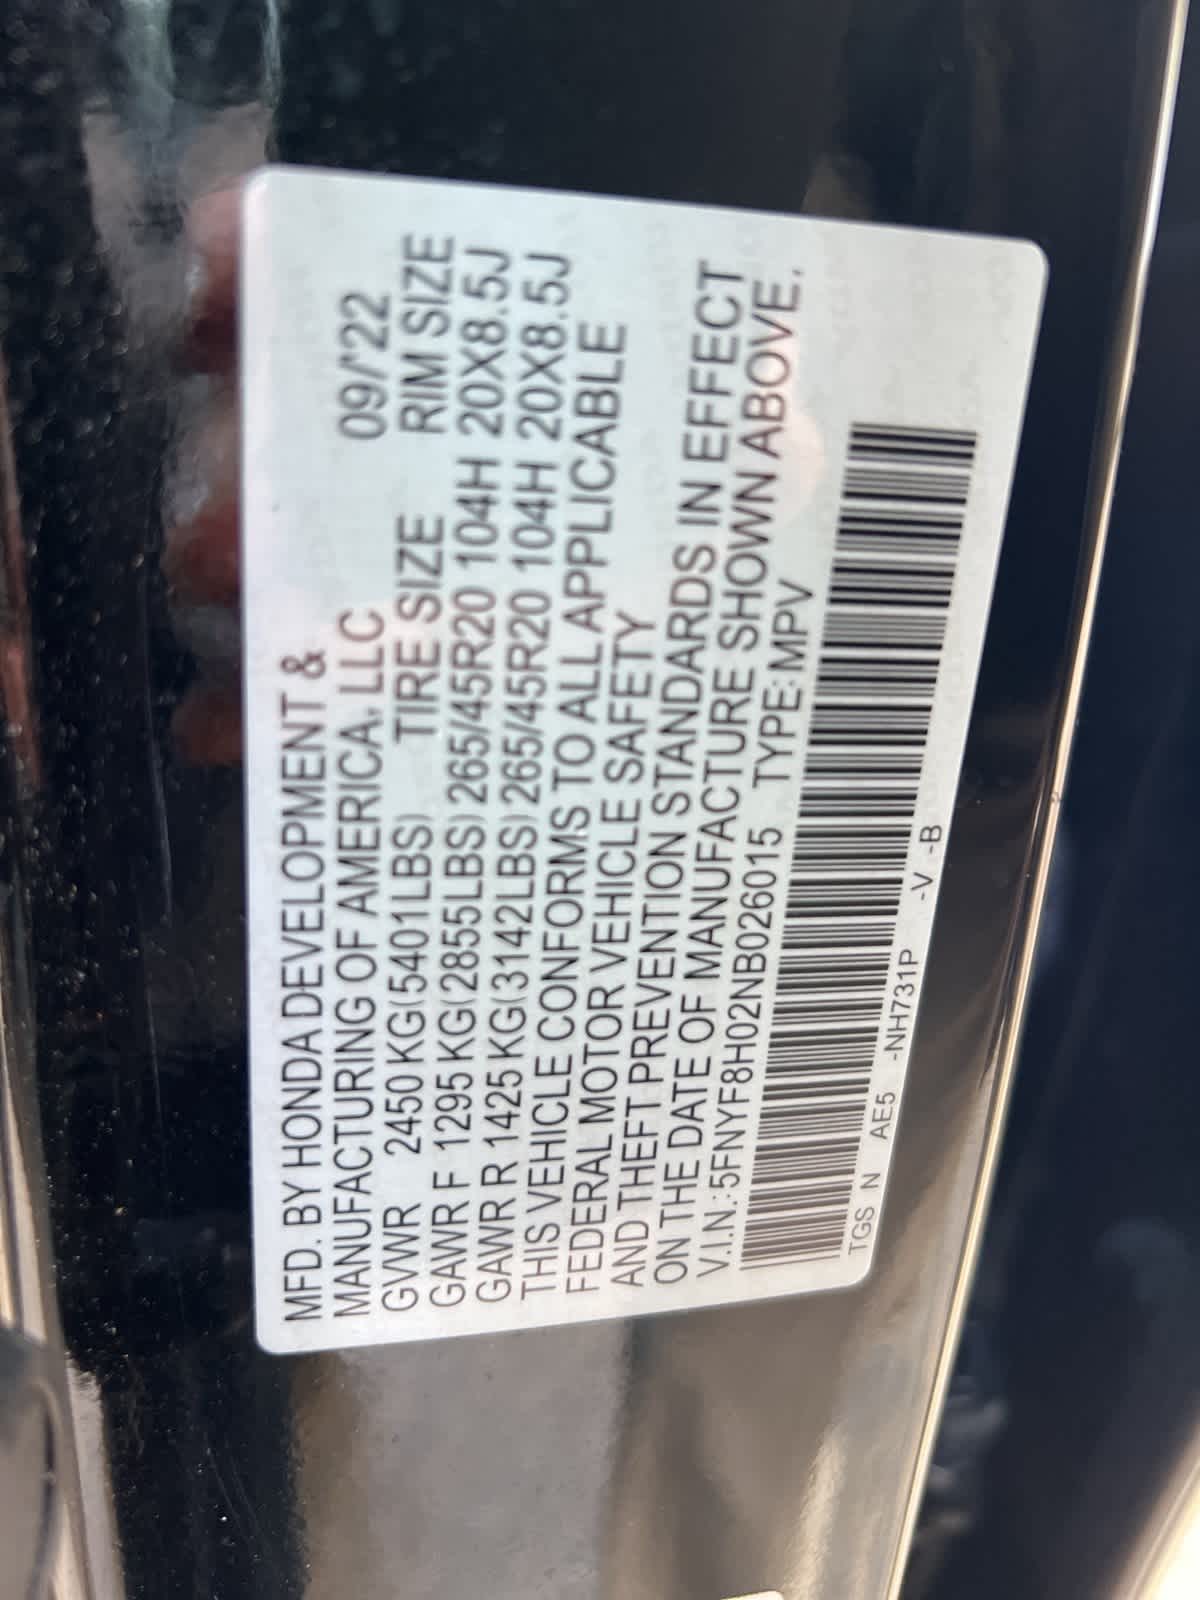 MFD. BY HONDA DEVELOPMENT &
MANUFACTURING OF AMERICA, LLC 09/'22
GVWR 2450 KG(5401LBS) TIRE SIZE RIM SIZE
GAWR F 1295 KG(2855LBS) 265/45R20 104H 20X8.5J
GAWR R 1425 KG(3142LBS) 265/45R20 104H 20X8.5J
THIS VEHICLE CONFORMS TO ALL APPLICABLE
FEDERAL MOTOR VEHICLE SAFETY
AND THEFT PREVENTION STANDARDS IN EFFECT
ON THE DATE OF MANUFACTURE SHOWN ABOVE.
V.I.N.: 5FNYF8H02NB026015 TYPE: MPV
TGS N AE5 -NH731P -V -B